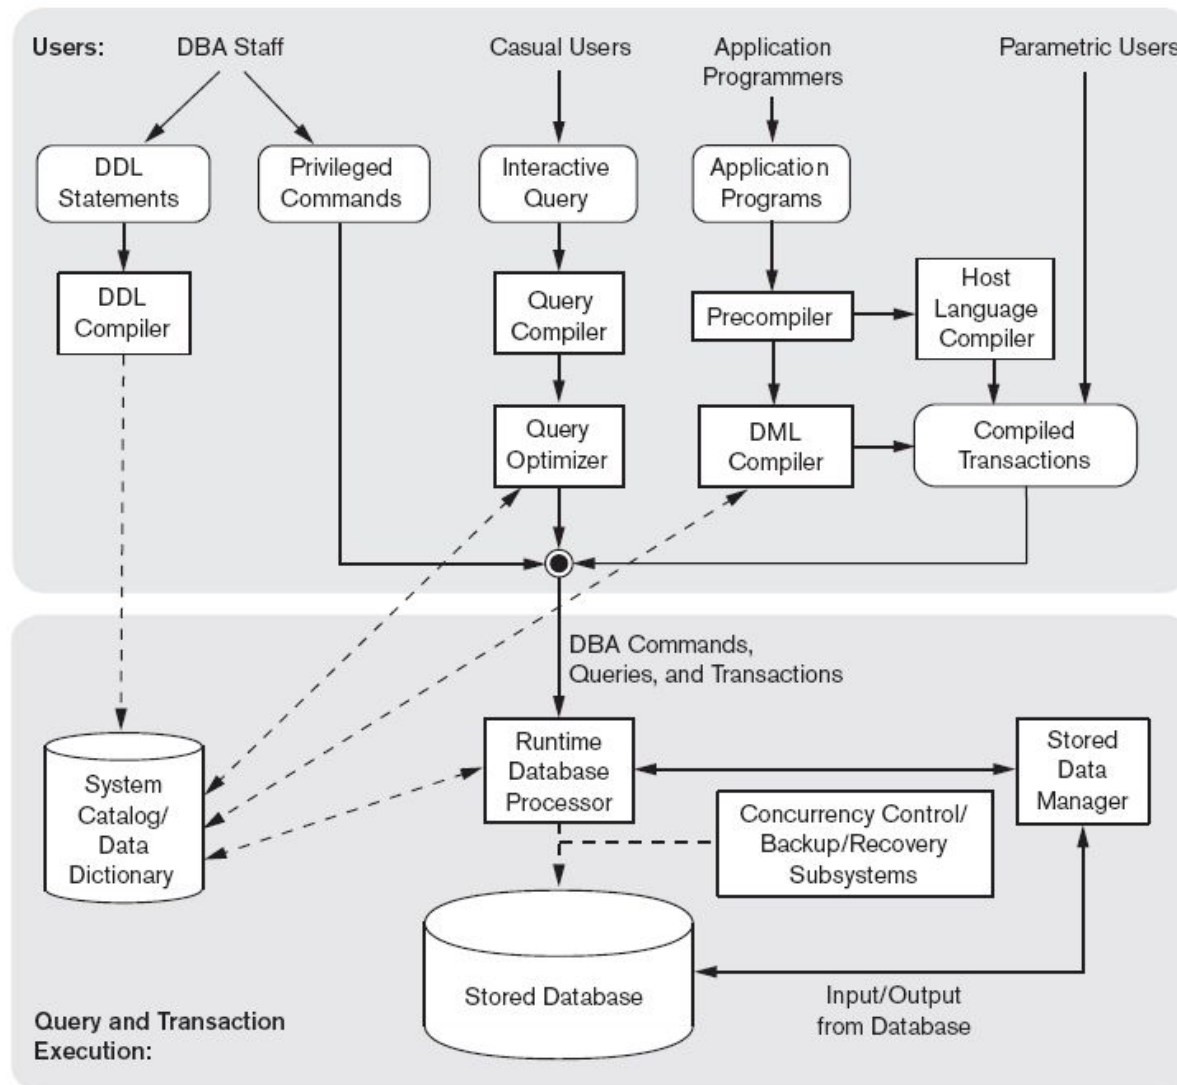 Users:
DBA Staff
Casual Users
Application
Programmers
Parametric Users
DDL
Statements
Privileged
Commands
Interactive
Query
Application
Programs
DDL
Compiler
Query
Compiler
Precompiler
Host
Language
Compiler
Query
Optimizer
DML
Compiler
Compiled
Transactions
DBA Commands,
Queries, and Transactions
System
Catalog/
Data
Dictionary
Runtime
Database
Processor
Stored
Data
Manager
Concurrency Control/
Backup/Recovery
Subsystems
Stored Database
Input/Output
from Database
Query and Transaction
Execution: